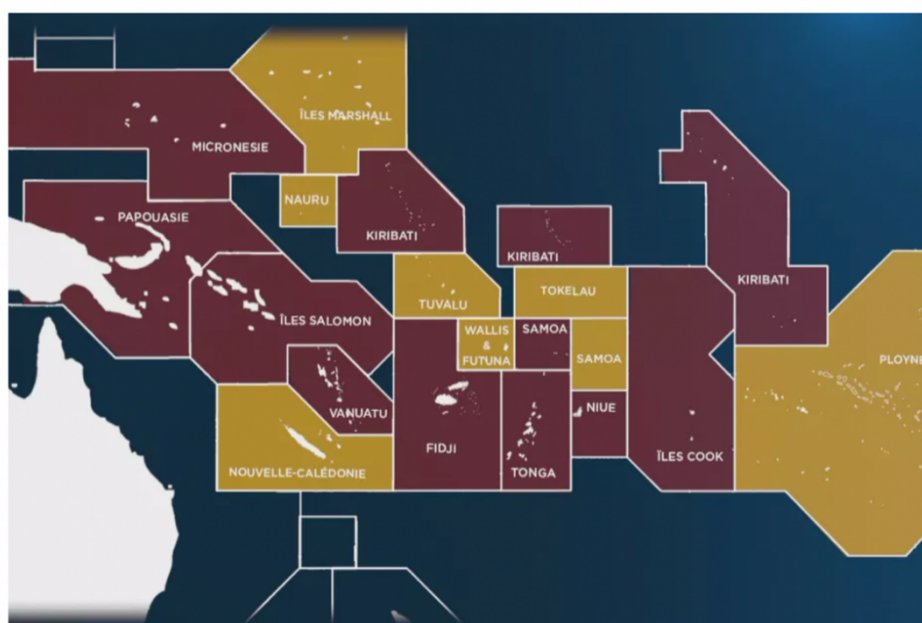 ÎLES MARSHALL
MICRONESIE
NAURU
PAPOUASIE
KIRIBATI
KIRIBATI
KIRIBATI
TUVALU
TOKELAU
ÎLES SALOMON
WALLIS
&
FUTUNA
SAMOA
SAMOA
PLOYNE
VANUATU
NIUE
FIDJI
ÎLES COOK
NOUVELLE-CALÉDONIE
TONGA